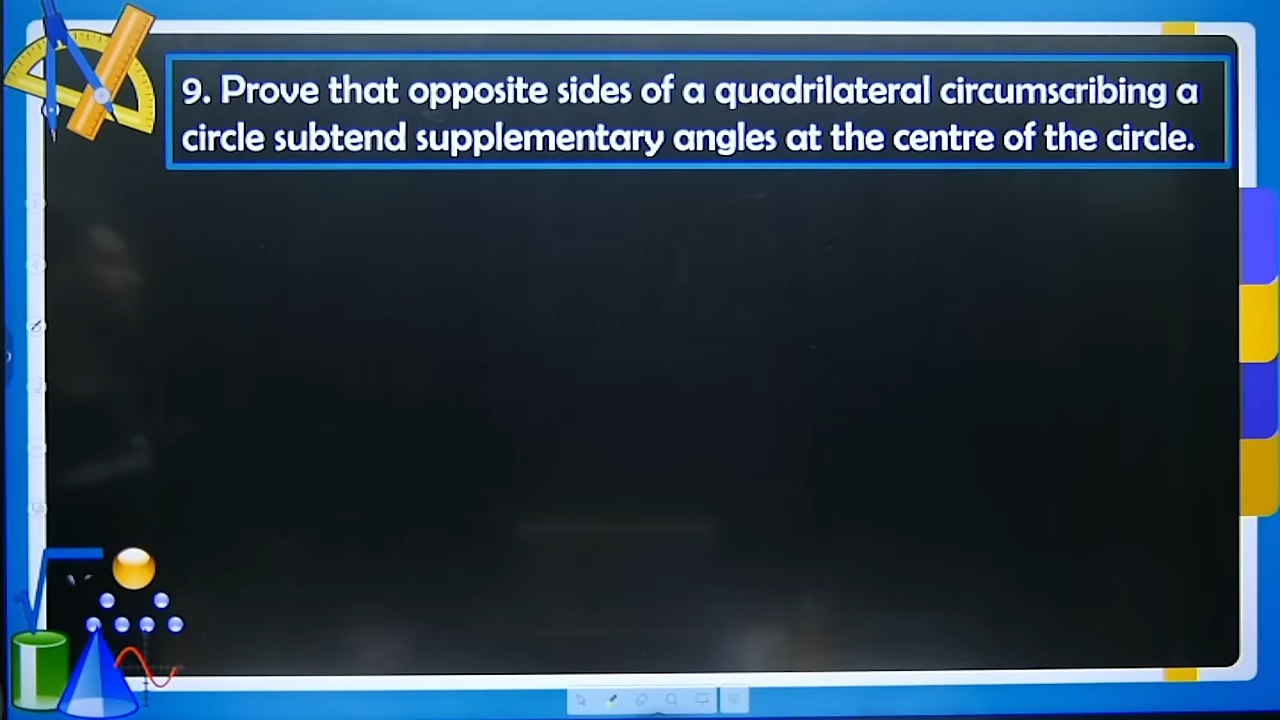 9. Prove that opposite sides of a quadrilateral circumscribing a
circle subtend supplementary angles at the centre of the circle.